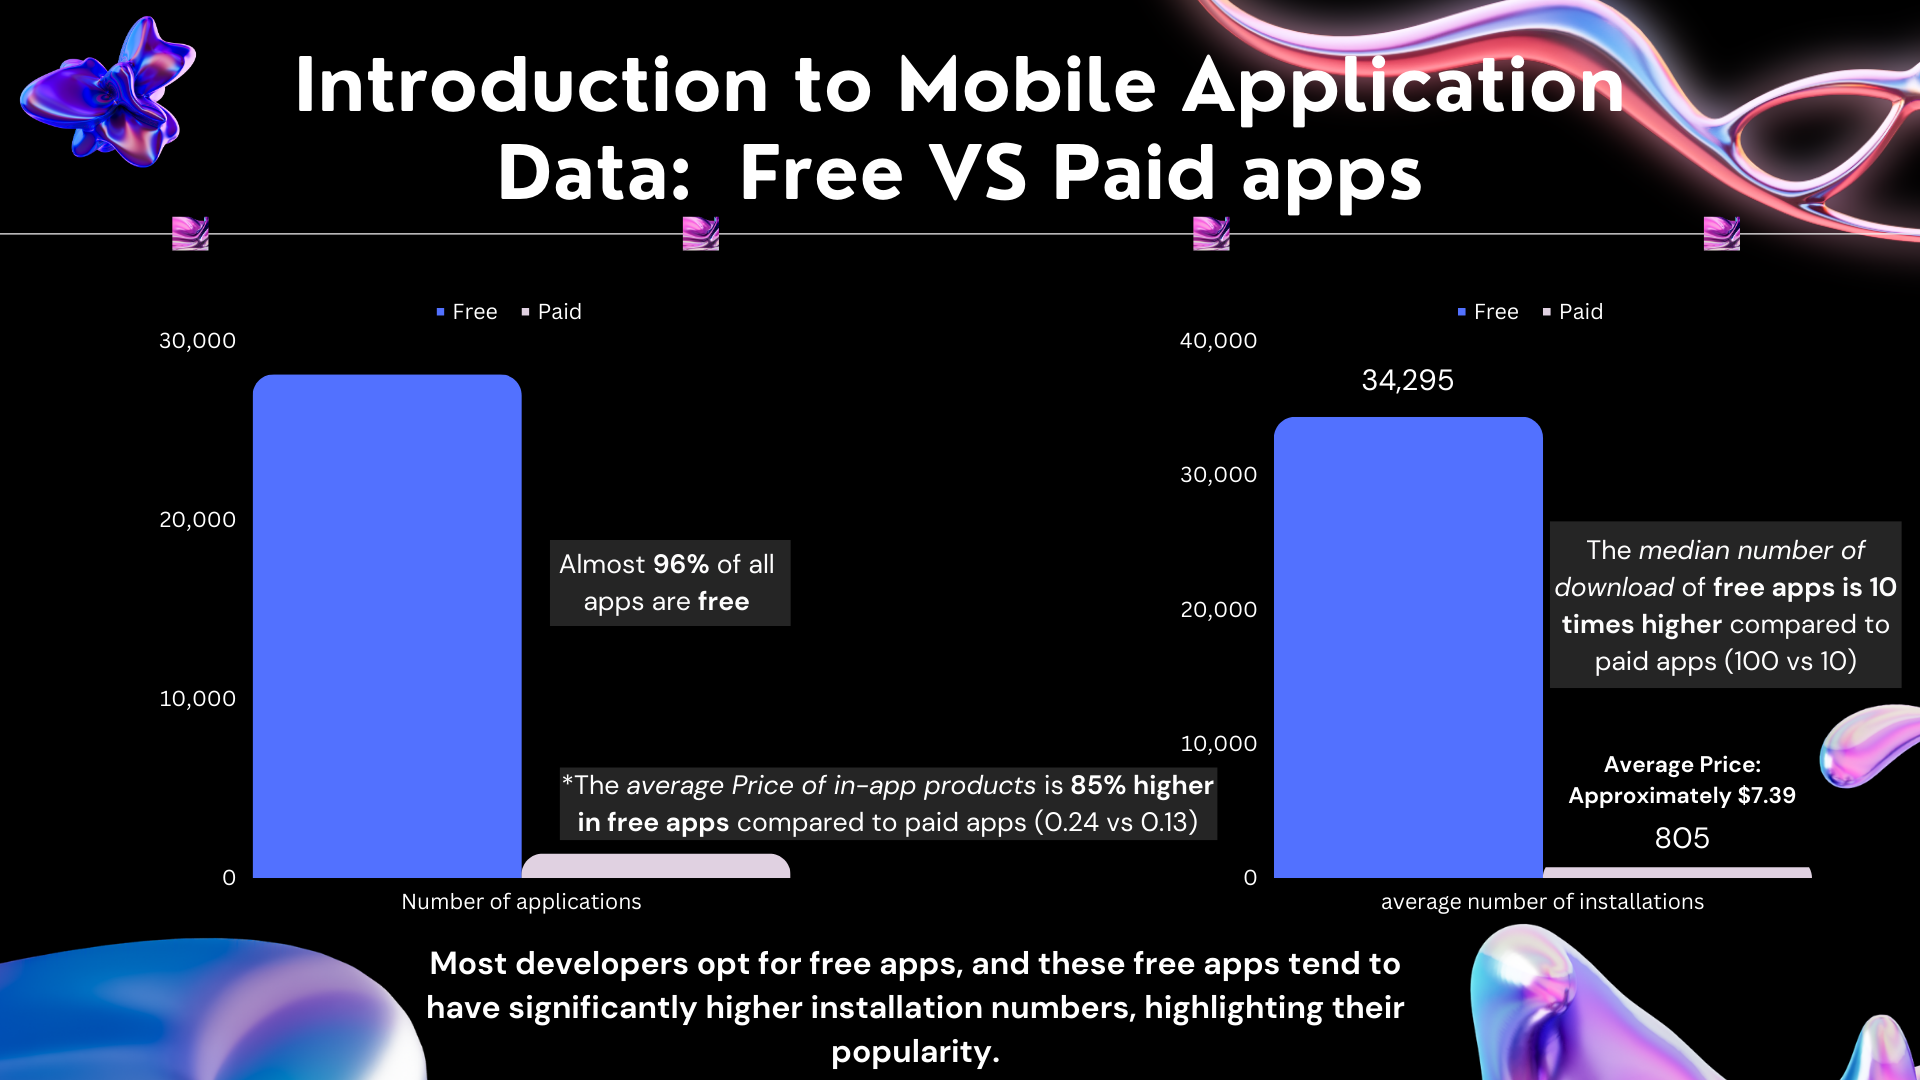 Introduction to Mobile Application
Data: Free VS Paid apps
Free Paid
30,000
20,000
10,000
0
Almost 96% of all
apps are free
*The average Price of in-app products is 85% higher
in free apps compared to paid apps (0.24 vs 0.13)
Number of applications
Free Paid
40,000
34,295
30,000
20,000
10,000
0
The median number of
download of free apps is 10
times higher compared to
paid apps (100 vs 10)
Average Price:
Approximately $7.39
805
average number of installations
Most developers opt for free apps, and these free apps tend to
have significantly higher installation numbers, highlighting their
popularity.